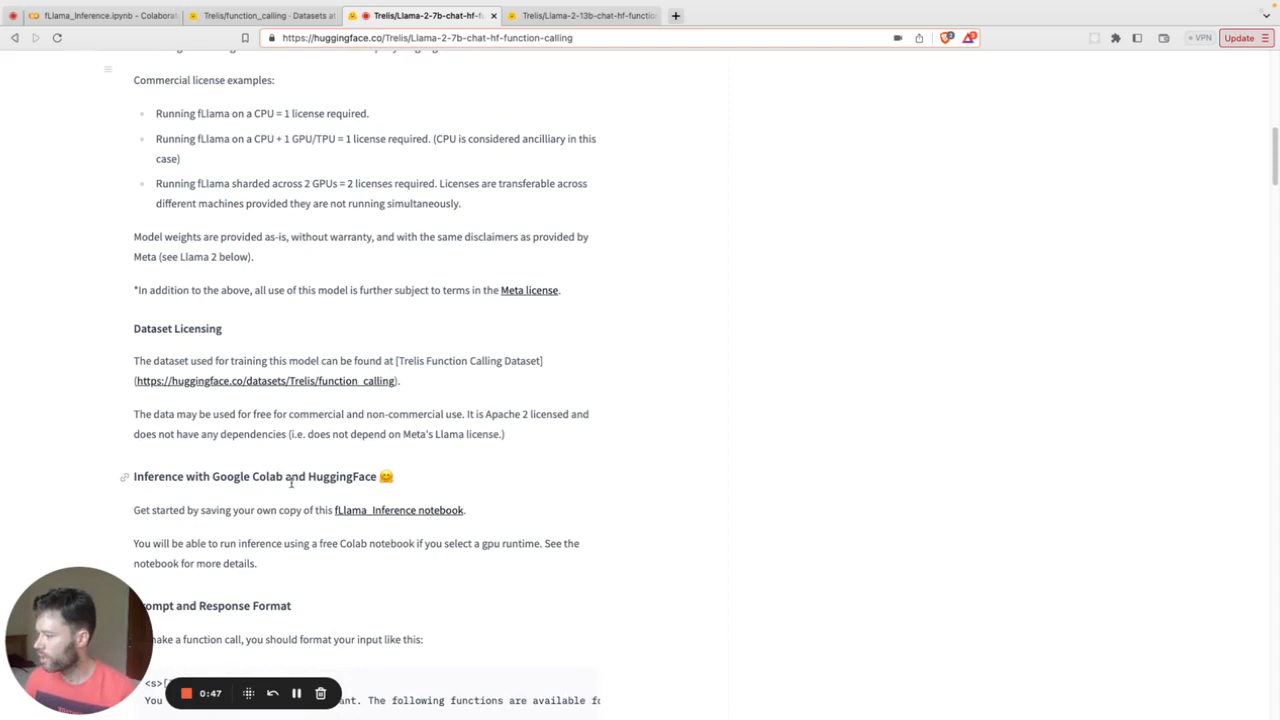 fLlama_Inference.ipynb - Colaborat
Trelis/function_calling · Datasets at
Trelis/Llama-2-7b-chat-hf-f
Trelis/Llama-2-13b-chat-hf-function
https://huggingface.co/Trelis/Llama-2-7b-chat-hf-function-calling
VPN
Update
Commercial license examples:
Running fLlama on a CPU = 1 license required.
Running fLlama on a CPU + 1 GPU/TPU = 1 license required. (CPU is considered ancilliary in this
case)
Running fLlama sharded across 2 GPUs = 2 licenses required. Licenses are transferable across
different machines provided they are not running simultaneously.
Model weights are provided as-is, without warranty, and with the same disclaimers as provided by
Meta (see Llama 2 below).
*In addition to the above, all use of this model is further subject to terms in the Meta license.
Dataset Licensing
The dataset used for training this model can be found at [Trelis Function Calling Dataset]
(https://huggingface.co/datasets/Trelis/function_calling).
The data may be used for free for commercial and non-commercial use. It is Apache 2 licensed and
does not have any dependencies (i.e. does not depend on Meta's Llama license.)
Inference with Google Colab and HuggingFace 🤗
Get started by saving your own copy of this fLlama_Inference notebook.
You will be able to run inference using a free Colab notebook if you select a gpu runtime. See the
notebook for more details.
ompt and Response Format
ake a function call, you should format your input like this:
<s>[
You
ant. The following functions are available fo
0:47